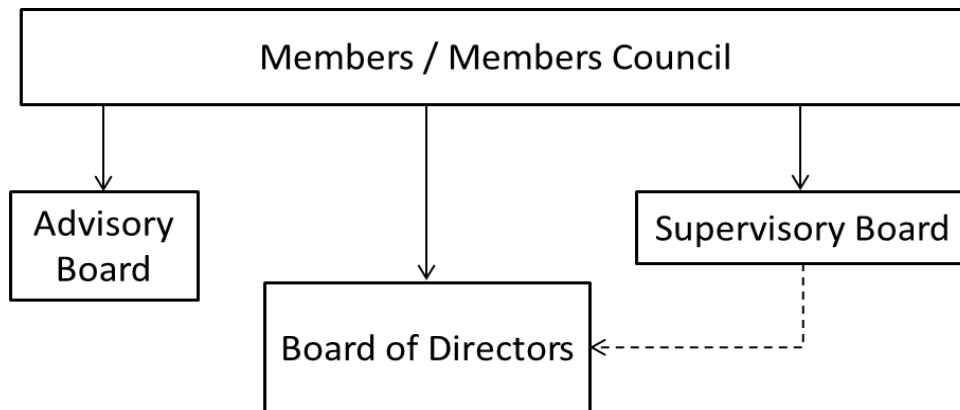 Members / Members Council
Advisory
Board
Supervisory Board
Board of Directors